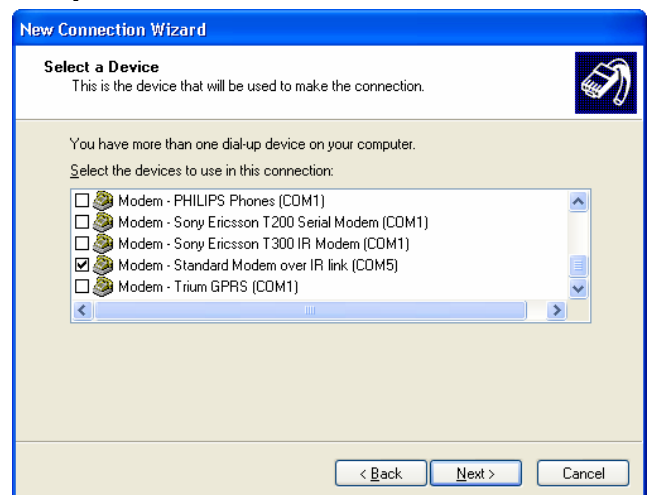 New Connection Wizard
Select a Device
This is the device that will be used to make the connection.
You have more than one dial-up device on your computer.
Select the devices to use in this connection:
Modem - PHILIPS Phones (COM1)
Modem - Sony Ericsson T200 Serial Modem (COM1)
Modem - Sony Ericsson T300 IR Modem (COM1)
Modem - Standard Modem over IR link (COM5)
Modem - Trium GPRS (COM1)
< Back Next > Cancel